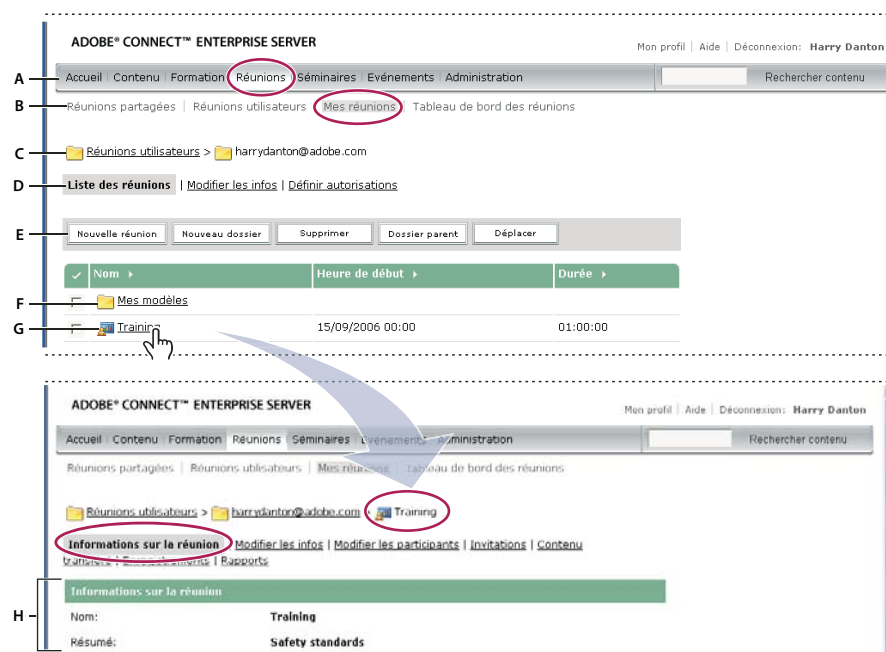 ADOBE® CONNECT™ ENTERPRISE SERVER
Mon profil | Aide | Déconnexion: Harry Danton
A
Accueil | Contenu | Formation | Réunions | Séminaires | Evénements | Administration
Rechercher contenu
B
Réunions partagées | Réunions utilisateurs | Mes réunions | Tableau de bord des réunions
C
Réunions utilisateurs > harrydanton@adobe.com
D
Liste des réunions | Modifier les infos | Définir autorisations
E
Nouvelle réunion Nouveau dossier Supprimer Dossier parent Déplacer
Nom Heure de début Durée
F
Mes modèles
G
Training 15/09/2006 00:00 01:00:00
ADOBE® CONNECT™ ENTERPRISE SERVER
Mon profil | Aide | Déconnexion: Harry Danton
Accueil | Contenu | Formation | Réunions | Séminaires | Evénements | Administration
Rechercher contenu
Réunions partagées | Réunions utilisateurs | Mes réunions | Tableau de bord des réunions
Réunions utilisateurs > harrydanton@adobe.com > Training
Informations sur la réunion | Modifier les infos | Modifier les participants | Invitations | Contenu
transféré | Enregistrements | Rapports
Informations sur la réunion
H
Nom: Training
Résumé: Safety standards